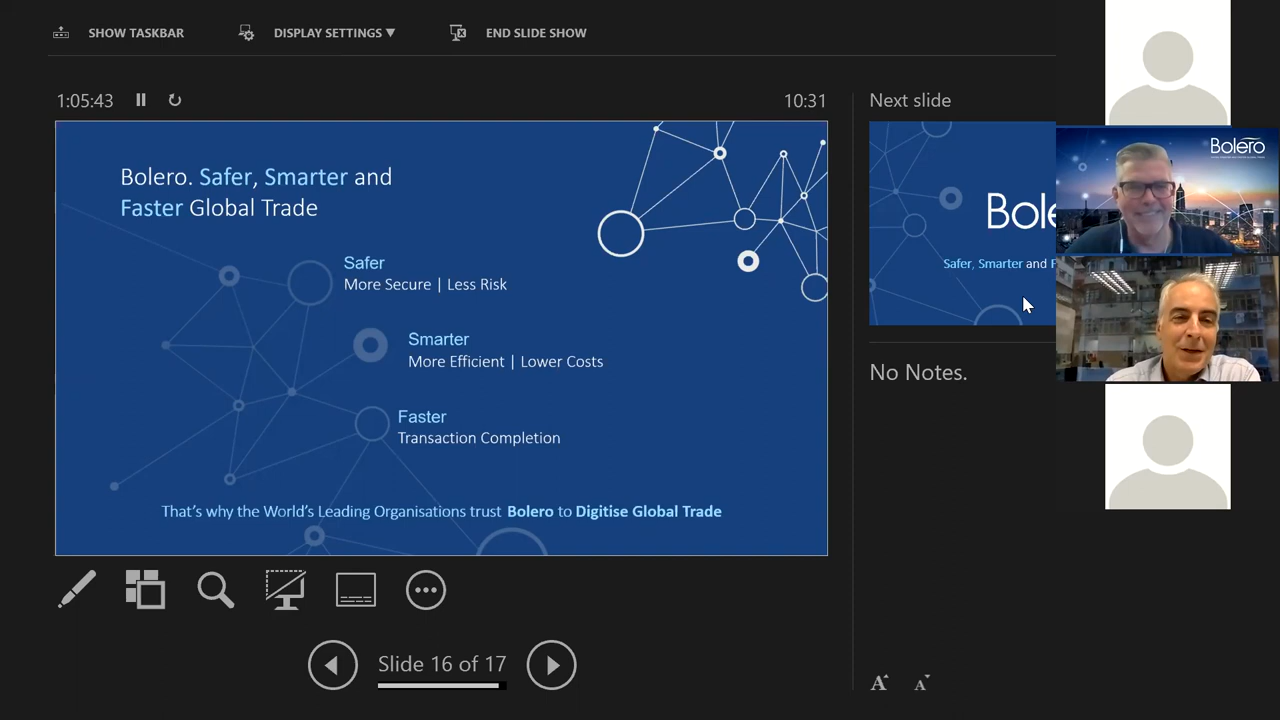 SHOW TASKBAR
DISPLAY SETTINGS ▼
END SLIDE SHOW
1:05:43
10:31
Next slide
Bolero. Safer, Smarter and
Faster Global Trade
Safer
More Secure | Less Risk
Smarter
More Efficient | Lower Costs
Faster
Transaction Completion
That's why the World's Leading Organisations trust Bolero to Digitise Global Trade
Bole
Safer, Smarter and F
Bolero
No Notes.
Slide 16 of 17
A A